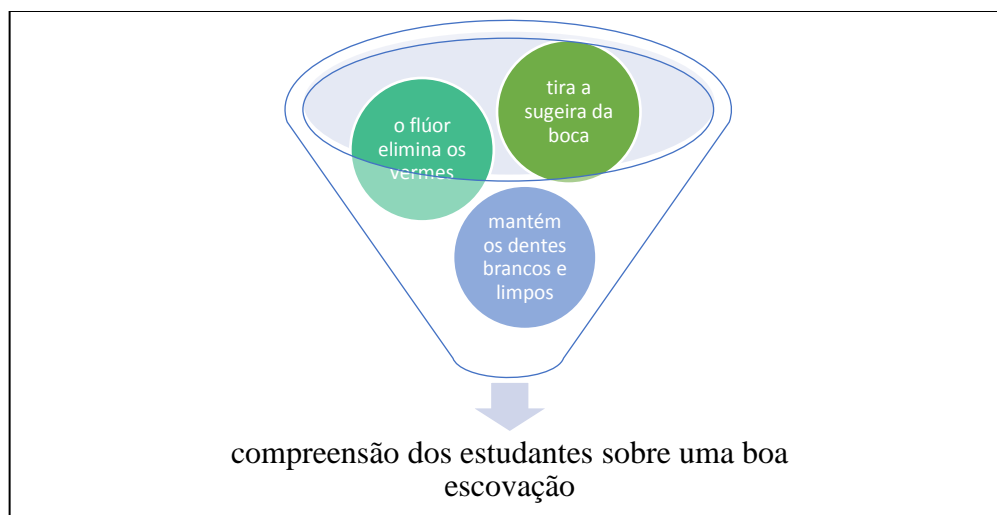 tira a
sugeira da
boca
o flúor
elimina os
vermes
mantém
os dentes
brancos e
limpos
compreensão dos estudantes sobre uma boa
escovação